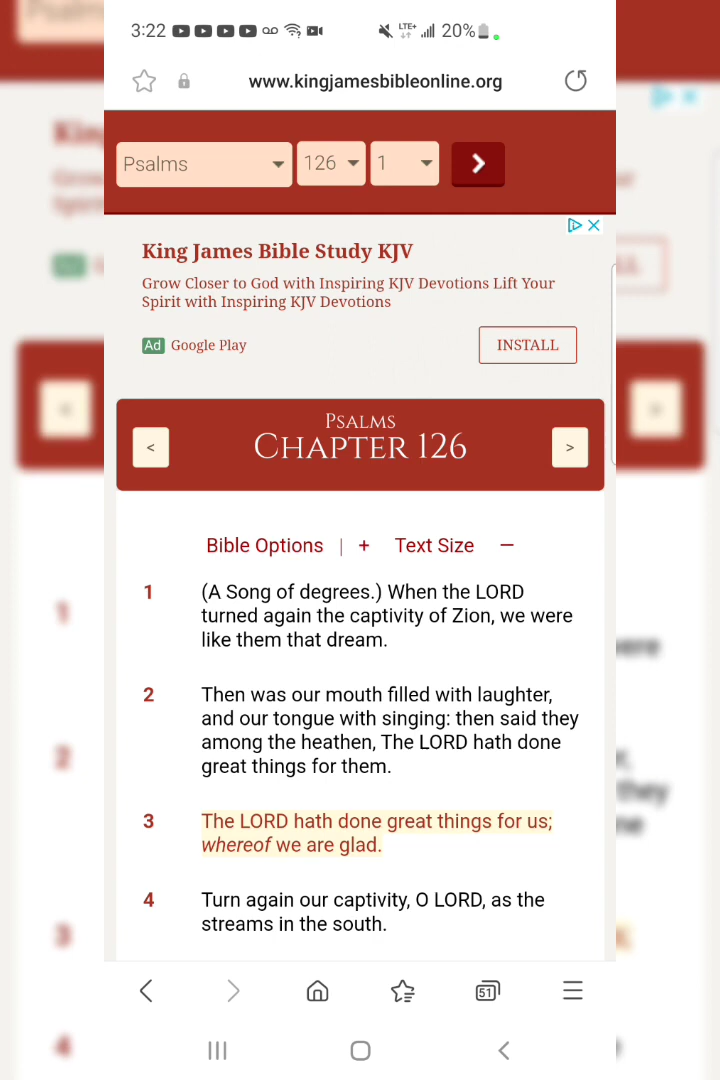 3:22
LTE+
20%
www.kingjamesbibleonline.org
Psalms 126 1 >
King James Bible Study KJV
Grow Closer to God with Inspiring KJV Devotions Lift Your
Spirit with Inspiring KJV Devotions
Ad Google Play
INSTALL
PSALMS
< CHAPTER 126 >
Bible Options | + Text Size −
1 (A Song of degrees.) When the LORD
turned again the captivity of Zion, we were
like them that dream.
2 Then was our mouth filled with laughter,
and our tongue with singing: then said they
among the heathen, The LORD hath done
great things for them.
3 The LORD hath done great things for us;
whereof we are glad.
4 Turn again our captivity, O LORD, as the
streams in the south.
51